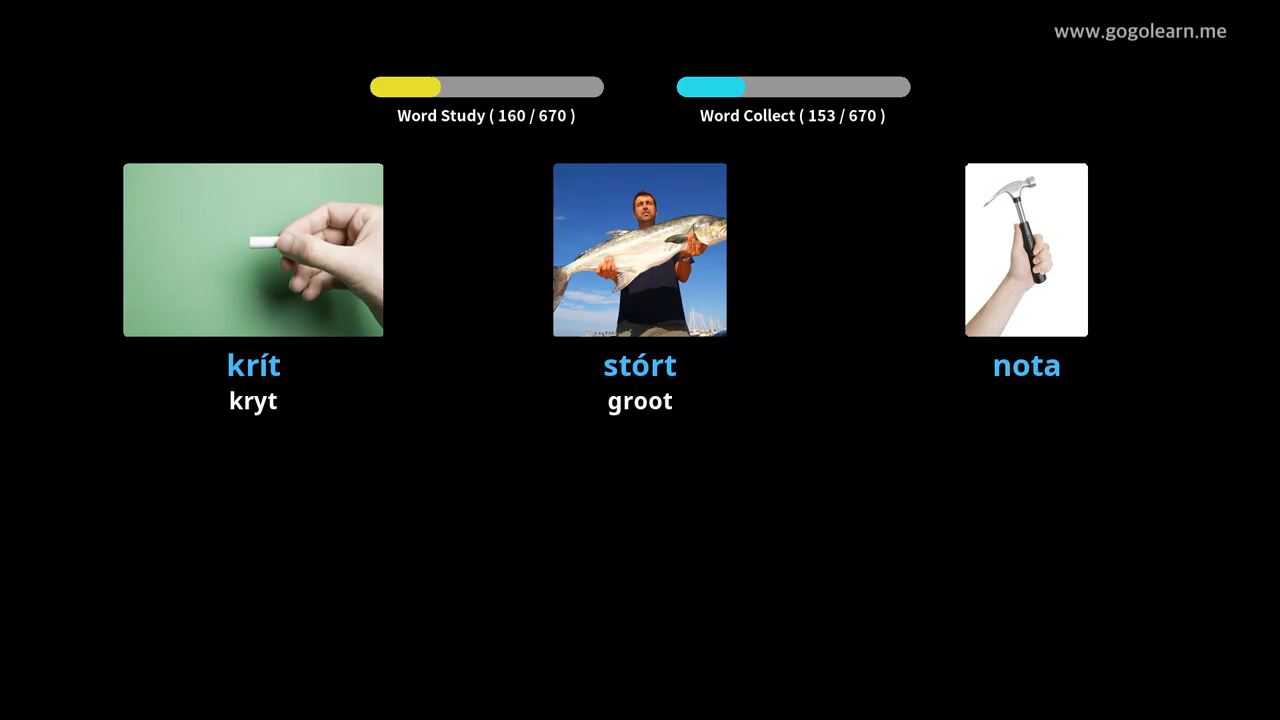 www.gogolearn.me
Word Study ( 160 / 670 )
Word Collect ( 153 / 670 )
krít
kryt
stórt
groot
nota